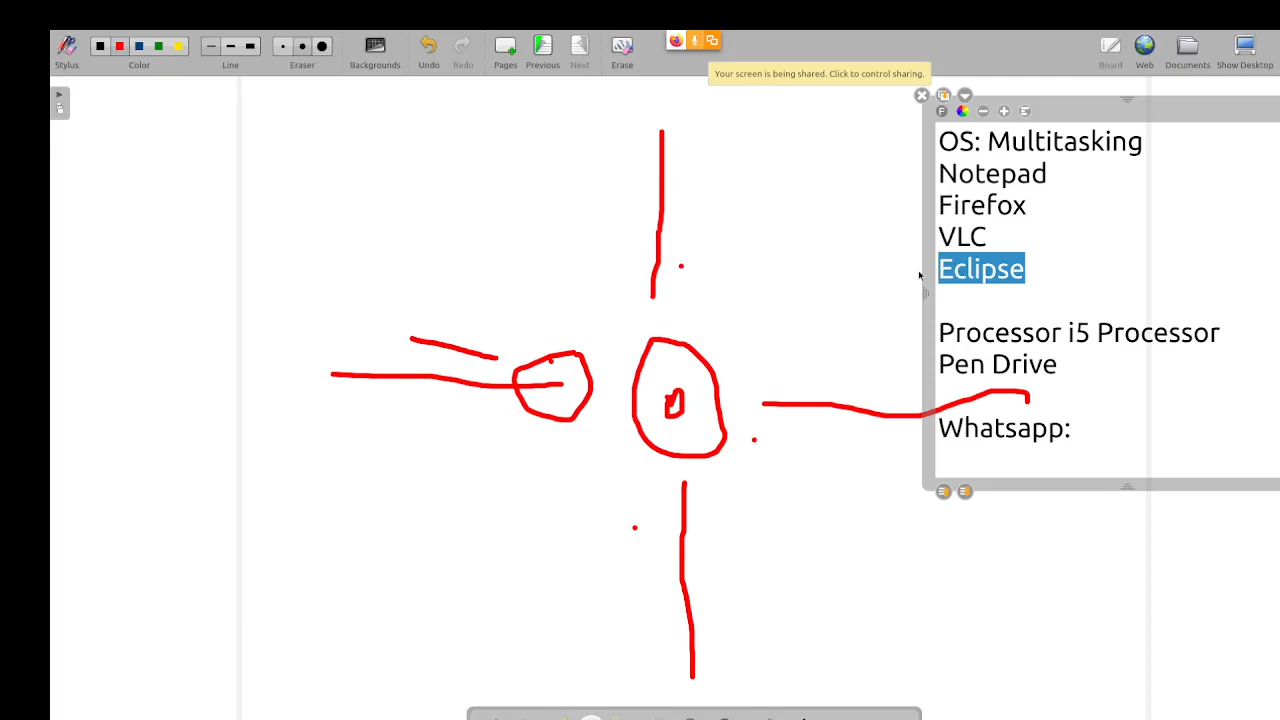 Stylus
Color
Line
Eraser
Backgrounds
Undo
Redo
Pages
Previous
Next
Erase
Board
Web
Documents
Show Desktop
Your screen is being shared. Click to control sharing.
OS: Multitasking
Notepad
Firefox
VLC
Eclipse
Processor i5 Processor
Pen Drive
Whatsapp: